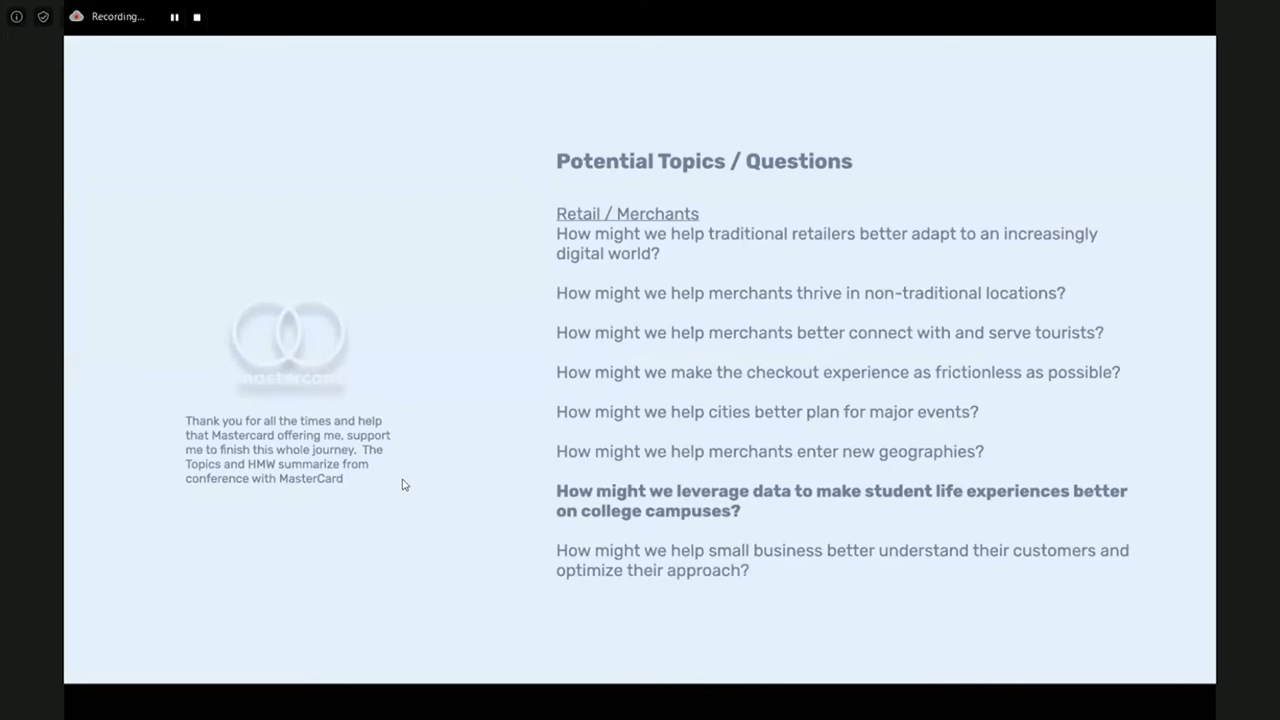 Recording...
Potential Topics / Questions
Retail / Merchants
How might we help traditional retailers better adapt to an increasingly
digital world?
How might we help merchants thrive in non-traditional locations?
How might we help merchants better connect with and serve tourists?
How might we make the checkout experience as frictionless as possible?
How might we help cities better plan for major events?
How might we help merchants enter new geographies?
How might we leverage data to make student life experiences better
on college campuses?
How might we help small business better understand their customers and
optimize their approach?
mastercard
Thank you for all the times and help
that Mastercard offering me, support
me to finish this whole journey.  The
Topics and HMW summarize from
conference with MasterCard